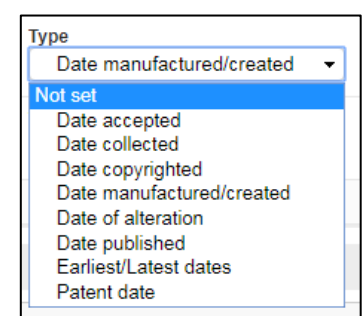 Type
Date manufactured/created
Not set
Date accepted
Date collected
Date copyrighted
Date manufactured/created
Date of alteration
Date published
Earliest/Latest dates
Patent date